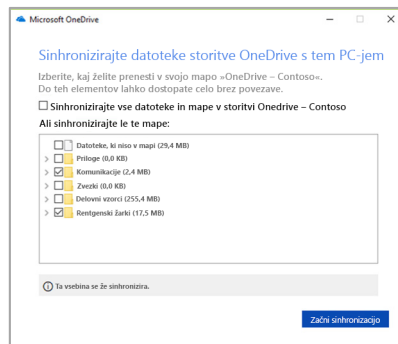 Microsoft OneDrive
Sinhronizirajte datoteke storitve OneDrive s tem PC-jem
Izberite, kaj želite prenesti v svojo mapo »OneDrive – Contoso«.
Do teh elementov lahko dostopate celo brez povezave.
Sinhronizirajte vse datoteke in mape v storitvi Onedrive – Contoso
Ali sinhronizirajte le te mape:
Datoteke, ki niso v mapi (29,4 MB)
Priloge (0,0 KB)
Komunikacije (2,4 MB)
Zvezki (0,0 KB)
Delovni vzorci (255,4 MB)
Rentgenski žarki (17,5 MB)
Ta vsebina se že sinhronizira.
Začni sinhronizacijo